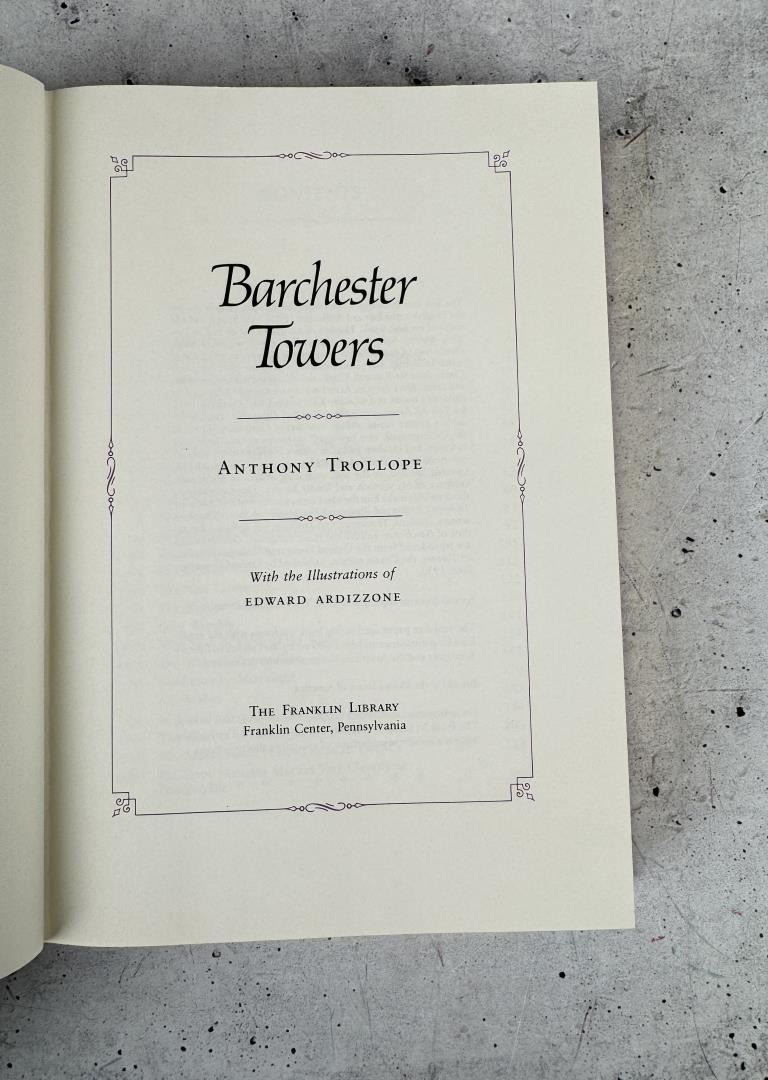 Barchester
Towers
ANTHONY TROLLOPE
With the Illustrations of
EDWARD ARDIZZONE
THE FRANKLIN LIBRARY
Franklin Center, Pennsylvania